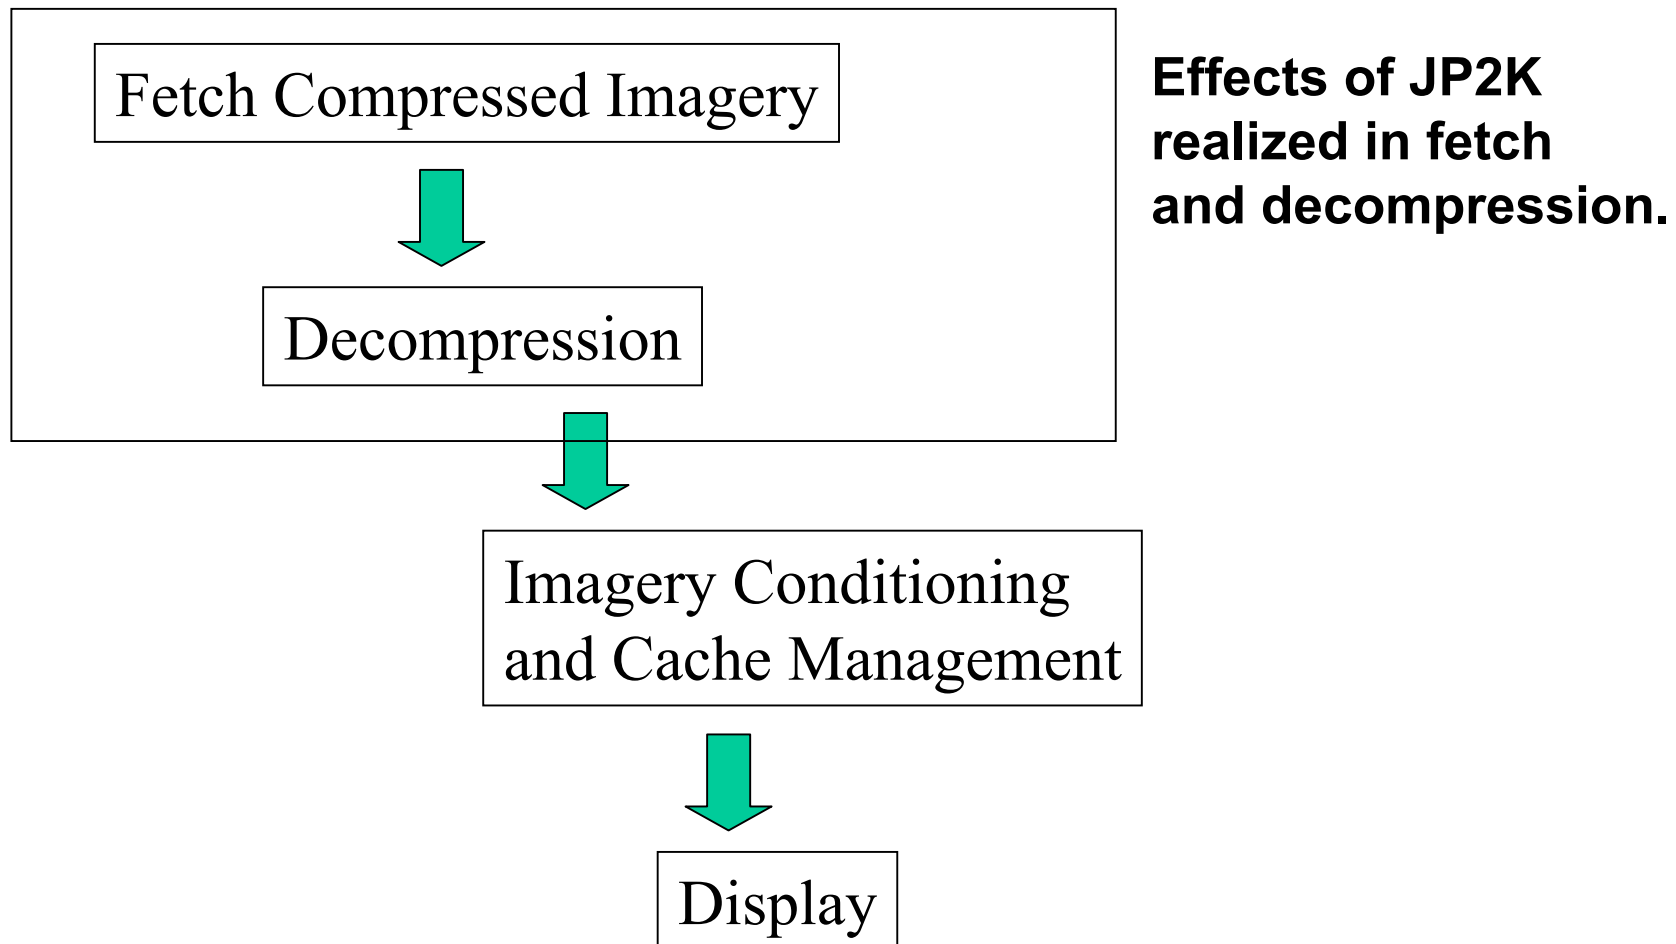 Fetch Compressed Imagery
Effects of JP2K
realized in fetch
and decompression.
Decompression
Imagery Conditioning
and Cache Management
Display